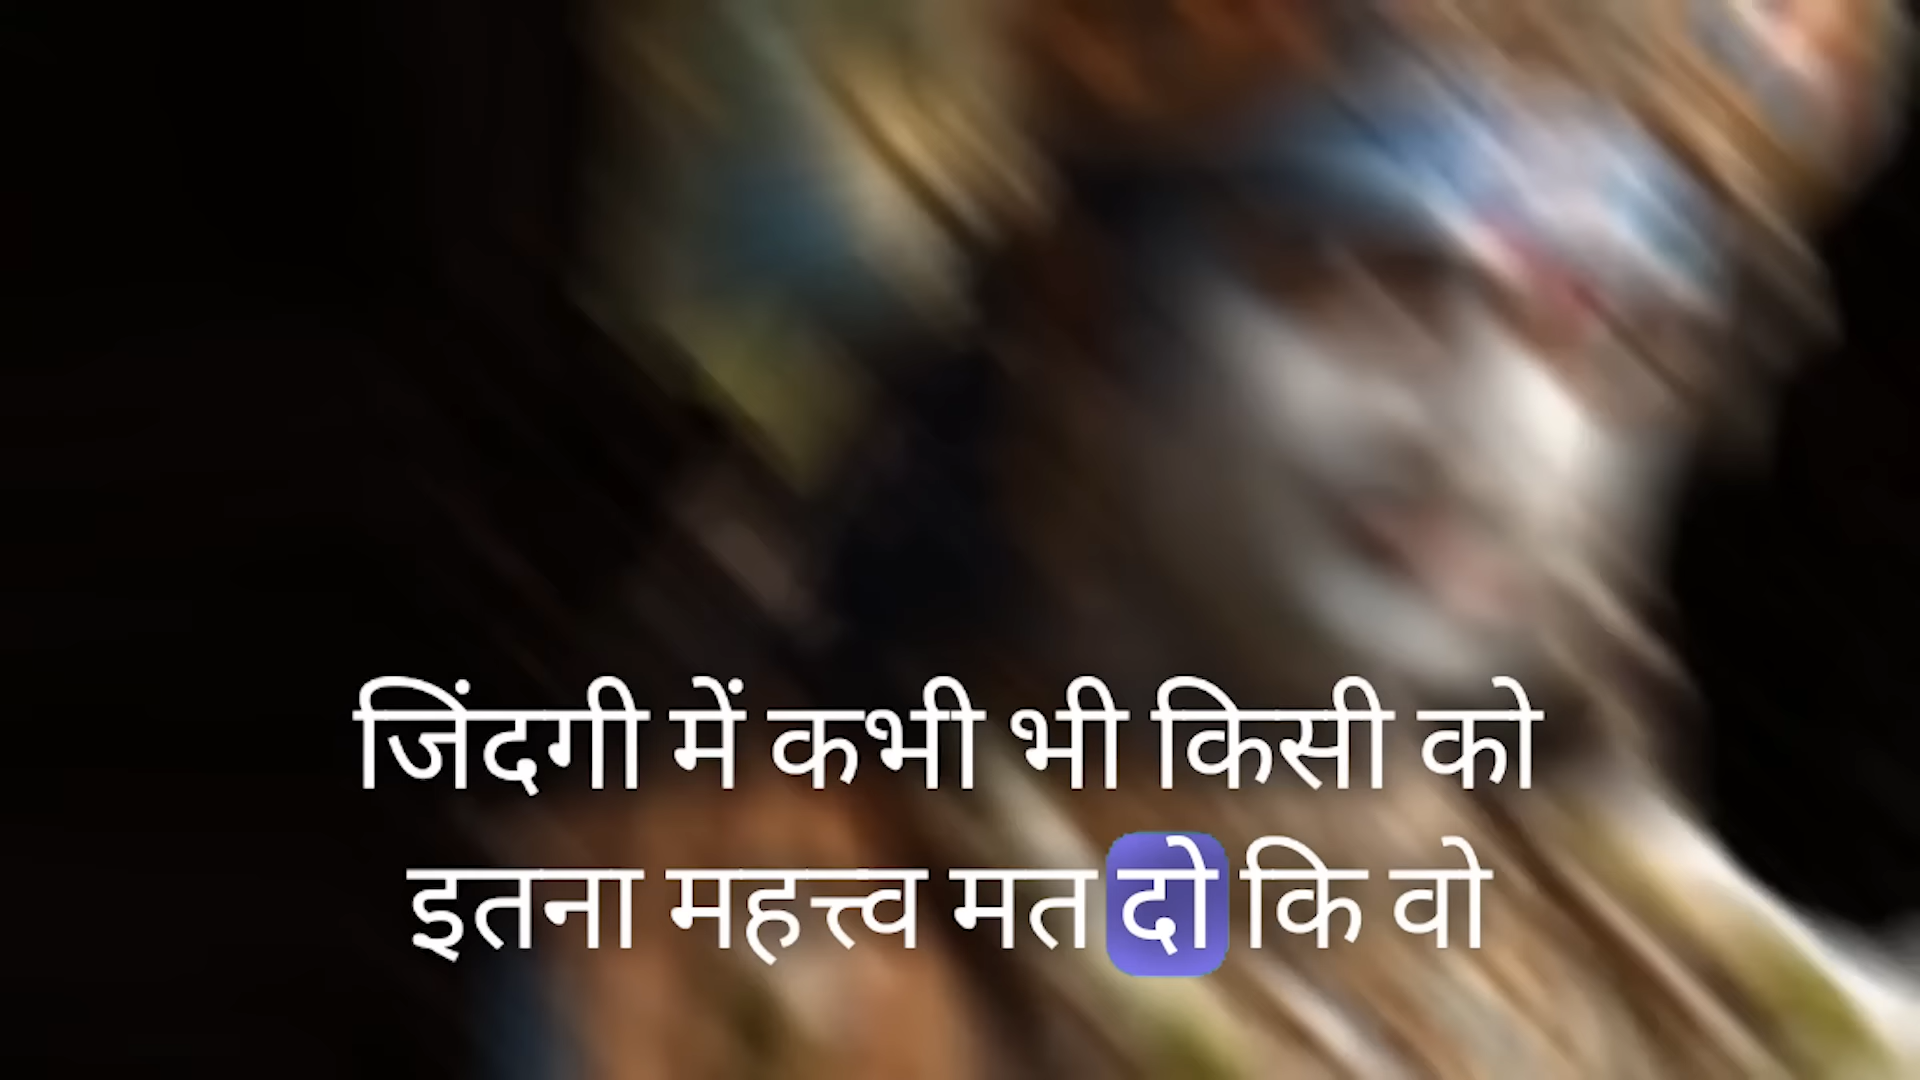 जिंदगी में कभी भी किसी को
इतना महत्त्व मत दो कि वो